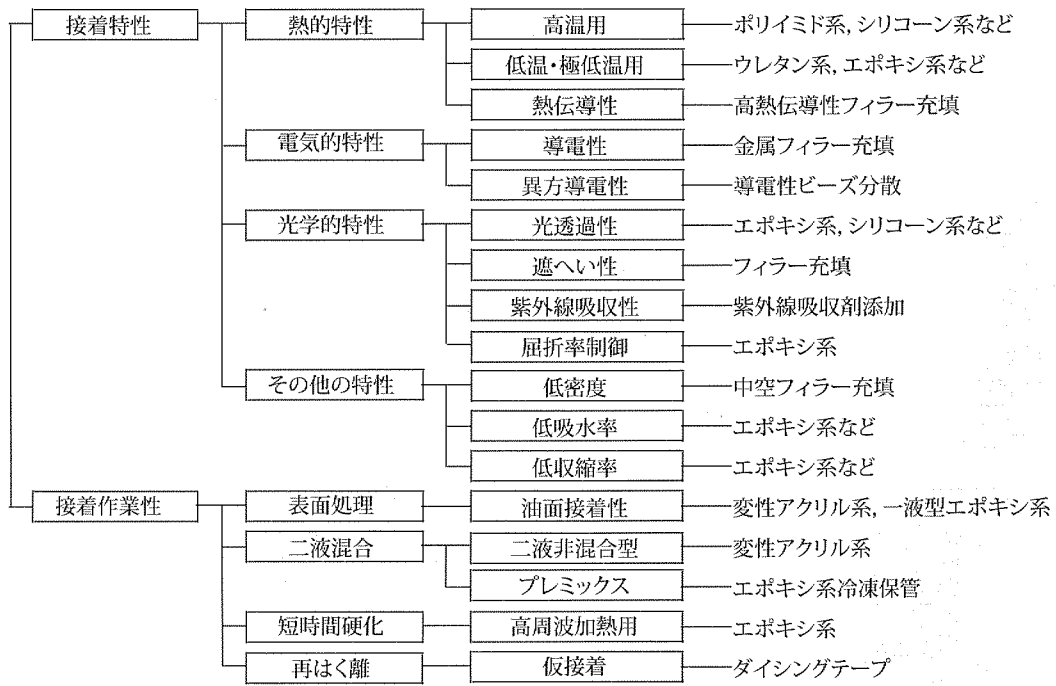 接着特性 熱的特性 高温用 ポリイミド系, シリコーン系など
低温・極低温用 ウレタン系, エポキシ系など
熱伝導性 高熱伝導性フィラー充填
電気的特性 導電性 金属フィラー充填
異方導電性 導電性ビーズ分散
光学的特性 光透過性 エポキシ系, シリコーン系など
遮へい性 フィラー充填
紫外線吸収性 紫外線吸収剤添加
屈折率制御 エポキシ系
その他の特性 低密度 中空フィラー充填
低吸水率 エポキシ系など
低収縮率 エポキシ系など
接着作業性 表面処理 油面接着性 変性アクリル系, 一液型エポキシ系
二液混合 二液非混合型 変性アクリル系
プレミックス エポキシ系冷凍保管
短時間硬化 高周波加熱用 エポキシ系
再はく離 仮接着 ダイシングテープ